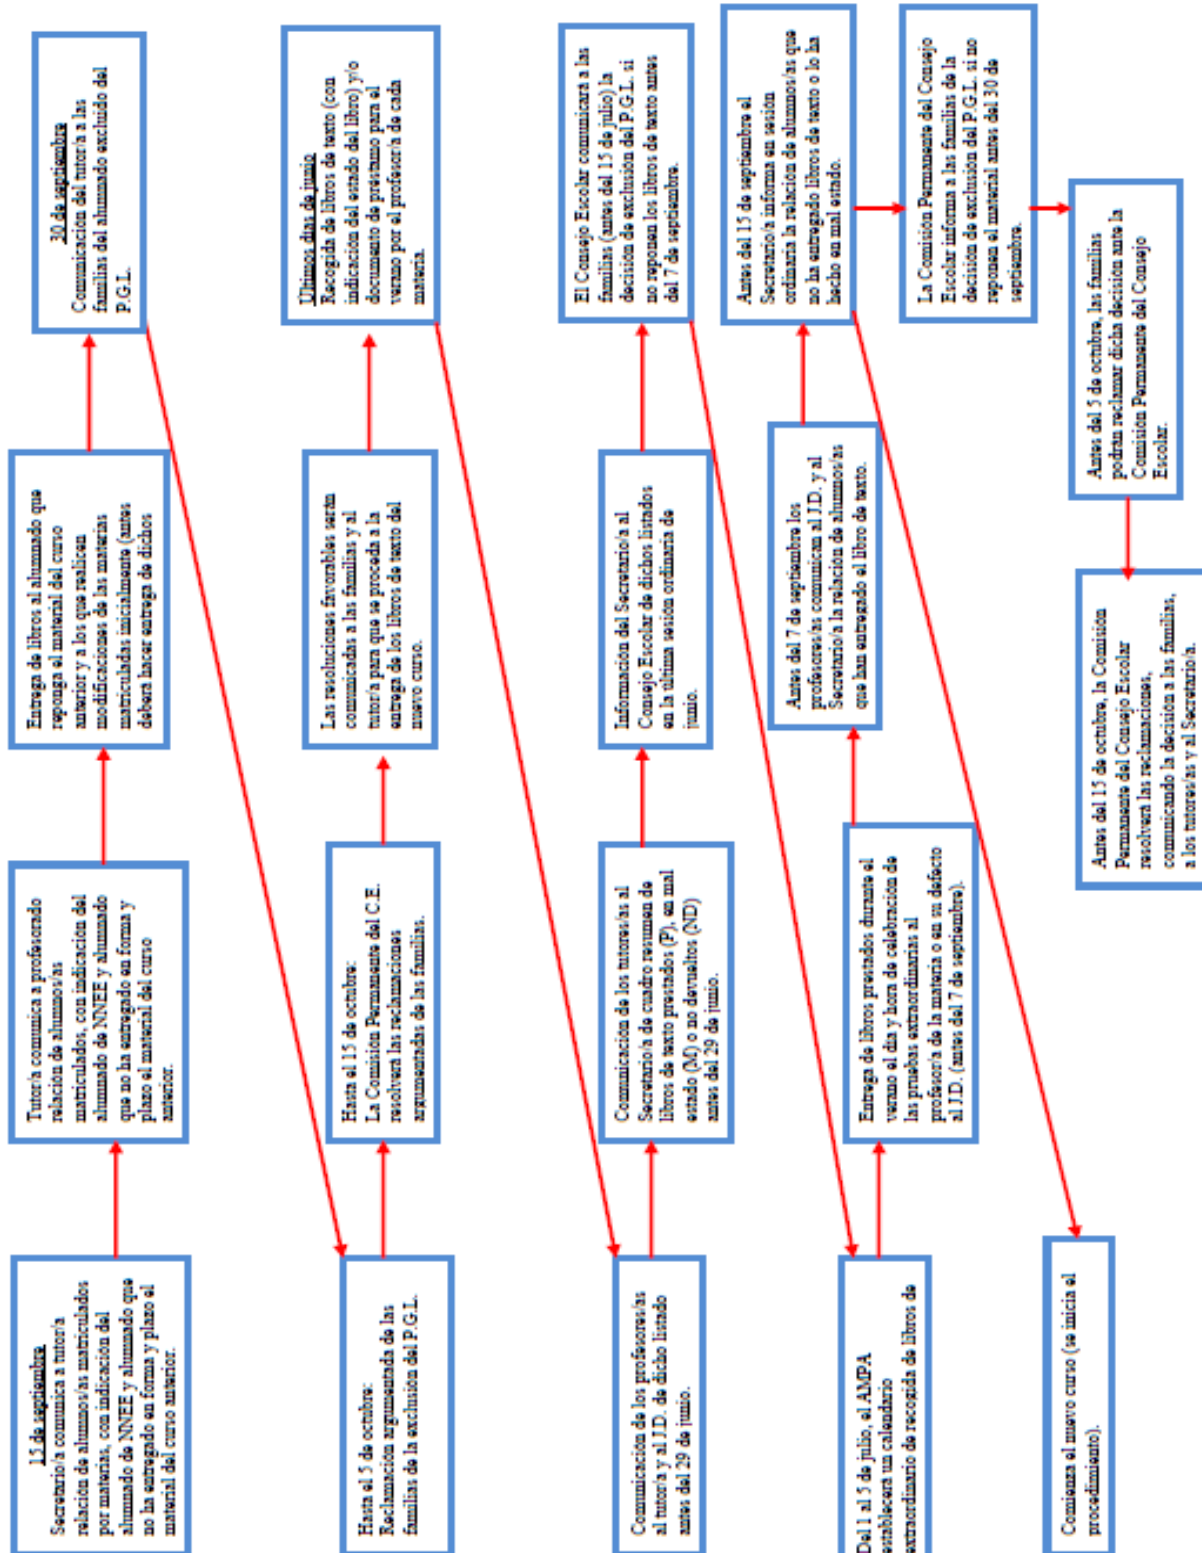 15 de septiembre
Secretario/a comunica a tutor/a
relación de alumnos/as matriculados
por materias, con indicación del
alumnado de NNEE y alumnado que
no ha entregado en forma y plazo el
material del curso anterior.
Tutor/a comunica a profesorado
relación de alumnos/as
matriculados, con indicación del
alumnado de NNEE y alumnado
que no ha entregado en forma y
plazo el material del curso
anterior.
Entrega de libros al alumnado que
reponga el material del curso
anterior y a los que realicen
modificaciones de las materias
matriculadas inicialmente (antes
deberá hacer entrega de dichos
30 de septiembre
Comunicación del tutor/a a las
familias del alumnado excluido del
P.G.L.
Hasta el 5 de octubre:
Reclamación argumentada de las
familias de la exclusión del P.G.L.
Hasta el 15 de octubre:
La Comisión Permanente del C.E.
resolverá las reclamaciones
argumentadas de las familias.
Las resoluciones favorables serán
comunicadas a las familias y al
tutor/a para que se proceda a la
entrega de los libros de texto del
nuevo curso.
Últimos días de junio
Recogida de libros de texto (con
indicación del estado del libro) y/o
documento de préstamo para el
verano por el profesor/a de cada
materia.
Comunicación de los profesores/as
al tutor/a y al J.D. de dicho listado
antes del 29 de junio.
Comunicación de los tutores/as al
Secretario/a de cuadro resumen de
libros de texto prestados (P), en mal
estado (M) o no devueltos (ND)
antes del 29 de junio.
Información del Secretario/a al
Consejo Escolar de dichos listados
en la última sesión ordinaria de
junio.
El Consejo Escolar comunicará a las
familias (antes del 15 de julio) la
decisión de exclusión del P.G.L. si
no reponen los libros de texto antes
del 7 de septiembre.
Del 1 al 5 de julio, el AMPA
establecerá un calendario
extraordinario de recogida de libros de
Entrega de libros prestados durante el
verano el día y hora de celebración de
las pruebas extraordinarias al
profesor/a de la materia o en su defecto
al J.D. (antes del 7 de septiembre).
Antes del 7 de septiembre los
profesores/as comunican al J.D. y al
Secretario/a la relación de alumnos/as
que han entregado el libro de texto.
Antes del 15 de septiembre el
Secretario/a informa en sesión
ordinaria la relación de alumnos/as que
no ha entregado libros de texto o lo ha
hecho en mal estado.
La Comisión Permanente del Consejo
Escolar informa a las familias de la
decisión de exclusión del P.G.L. si no
reponen el material antes del 30 de
septiembre.
Antes del 5 de octubre, las familias
podrán reclamar dicha decisión ante la
Comisión Permanente del Consejo
Escolar.
Antes del 15 de octubre, la Comisión
Permanente del Consejo Escolar
resolverá las reclamaciones,
comunicando la decisión a las familias,
a los tutores/as y al Secretario/a.
Comienza el nuevo curso (se inicia el
procedimiento).